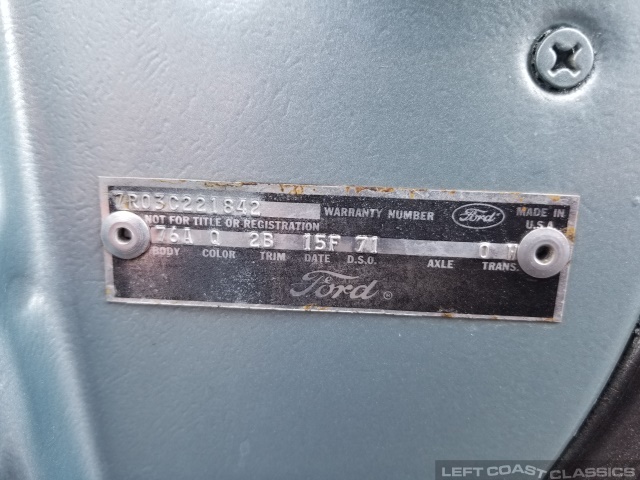 7R03C221842 WARRANTY NUMBER Ford MADE IN U.S.A.
NOT FOR TITLE OR REGISTRATION
76A Q 2B 15F 71 0
BODY COLOR TRIM DATE D.S.O. AXLE TRANS.
Ford
LEFT COAST CLASSICS